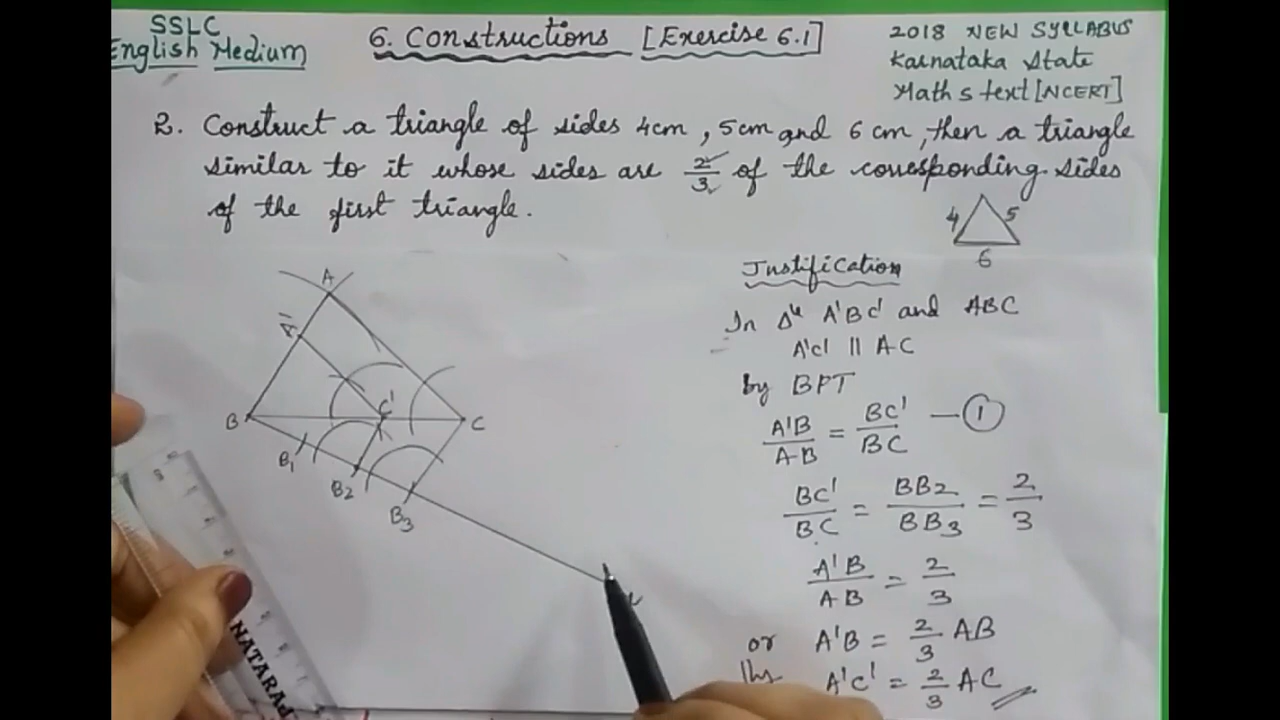 SSLC
English Medium
6. Constructions [Exercise 6.1]
2018 NEW SYLLABUS
Karnataka State
Maths text [NCERT]
2. Construct a triangle of sides 4cm, 5cm and 6 cm, then a triangle
similar to it whose sides are 2/3 of the corresponding sides
of the first triangle.
4 5
6
A
A'
B C' C
B1
B2
B3
Justification
In Δle A'BC' and ABC
A'C' || AC
by BPT
A'B/AB = BC'/BC — ①
BC'/BC = BB2/BB3 = 2/3
A'B/AB = 2/3
or A'B = 2/3 AB
A'C' = 2/3 AC
NATARAJ